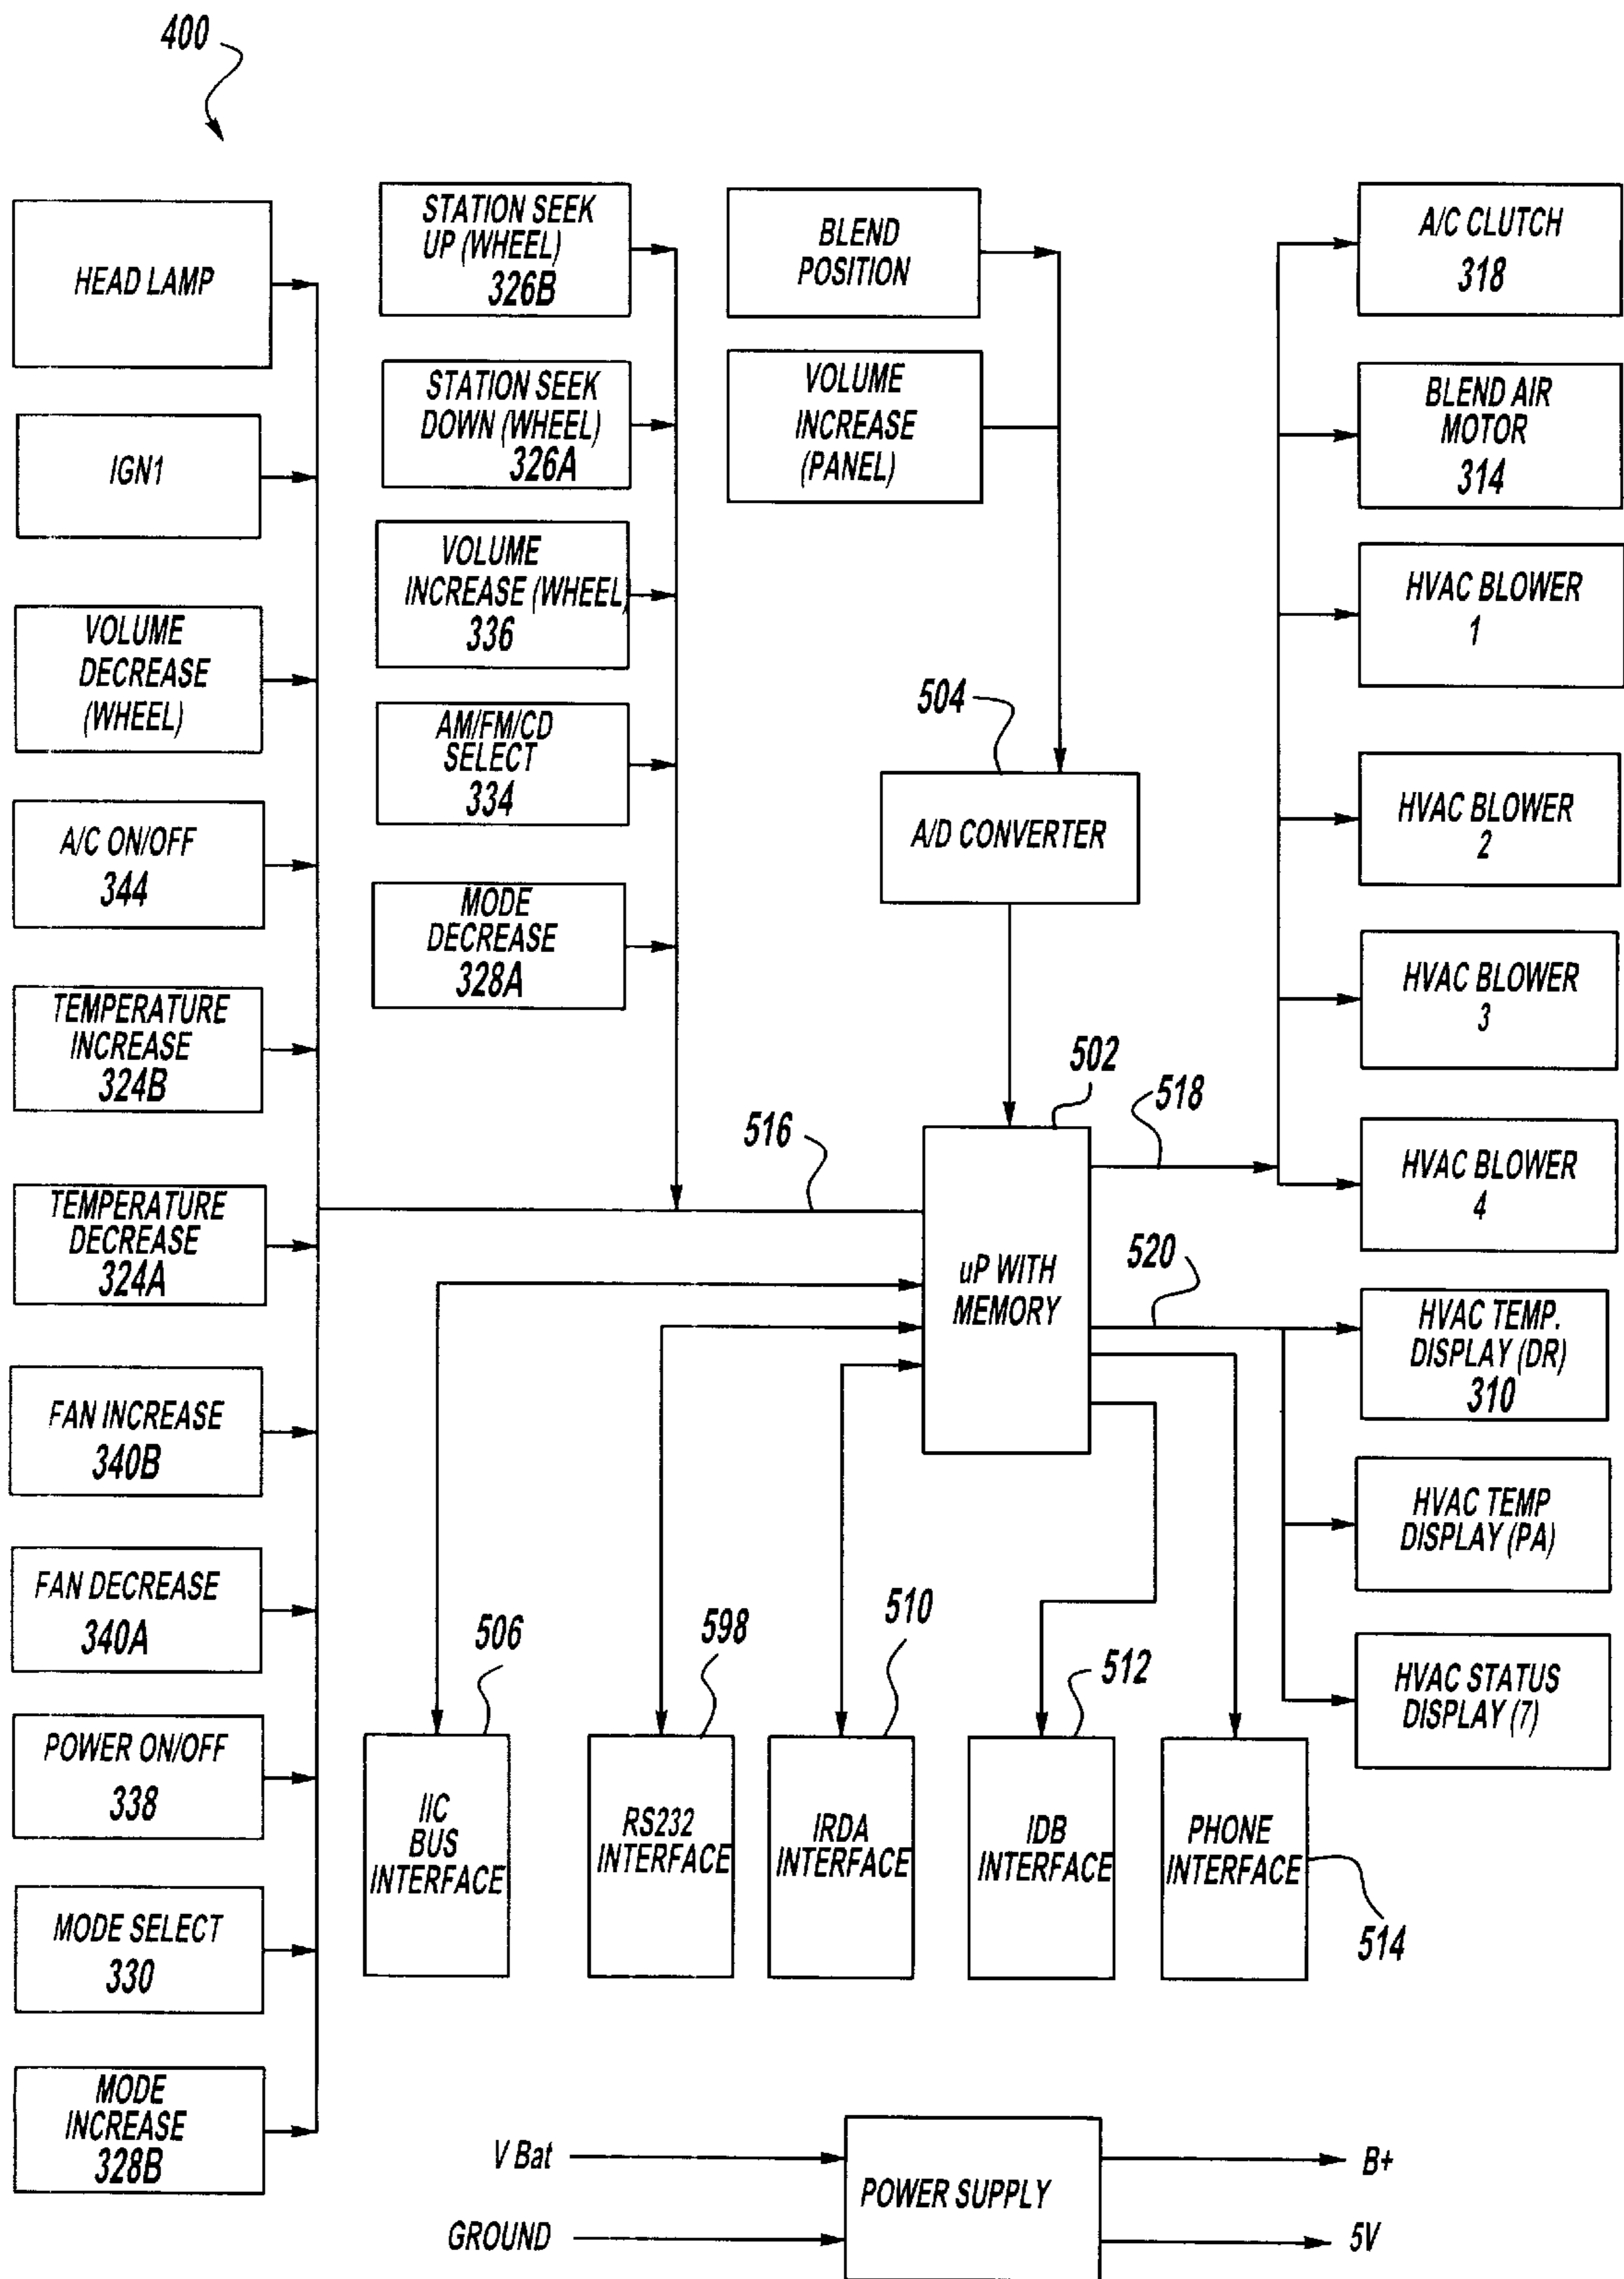 400
HEAD LAMP
IGN1
VOLUME
DECREASE
(WHEEL)
A/C ON/OFF
344
TEMPERATURE
INCREASE
324B
TEMPERATURE
DECREASE
324A
FAN INCREASE
340B
FAN DECREASE
340A
POWER ON/OFF
338
MODE SELECT
330
MODE
INCREASE
328B
STATION SEEK
UP (WHEEL)
326B
STATION SEEK
DOWN (WHEEL)
326A
VOLUME
INCREASE (WHEEL)
336
AM/FM/CD
SELECT
334
MODE
DECREASE
328A
BLEND
POSITION
VOLUME
INCREASE
(PANEL)
504
A/D CONVERTER
502
518
516
uP WITH
MEMORY
520
A/C CLUTCH
318
BLEND AIR
MOTOR
314
HVAC BLOWER
1
HVAC BLOWER
2
HVAC BLOWER
3
HVAC BLOWER
4
HVAC TEMP.
DISPLAY (DR)
310
HVAC TEMP
DISPLAY (PA)
HVAC STATUS
DISPLAY (7)
506
IIC
BUS
INTERFACE
598
RS232
INTERFACE
510
IRDA
INTERFACE
512
IDB
INTERFACE
PHONE
INTERFACE
514
V Bat
GROUND
POWER SUPPLY
B+
5V